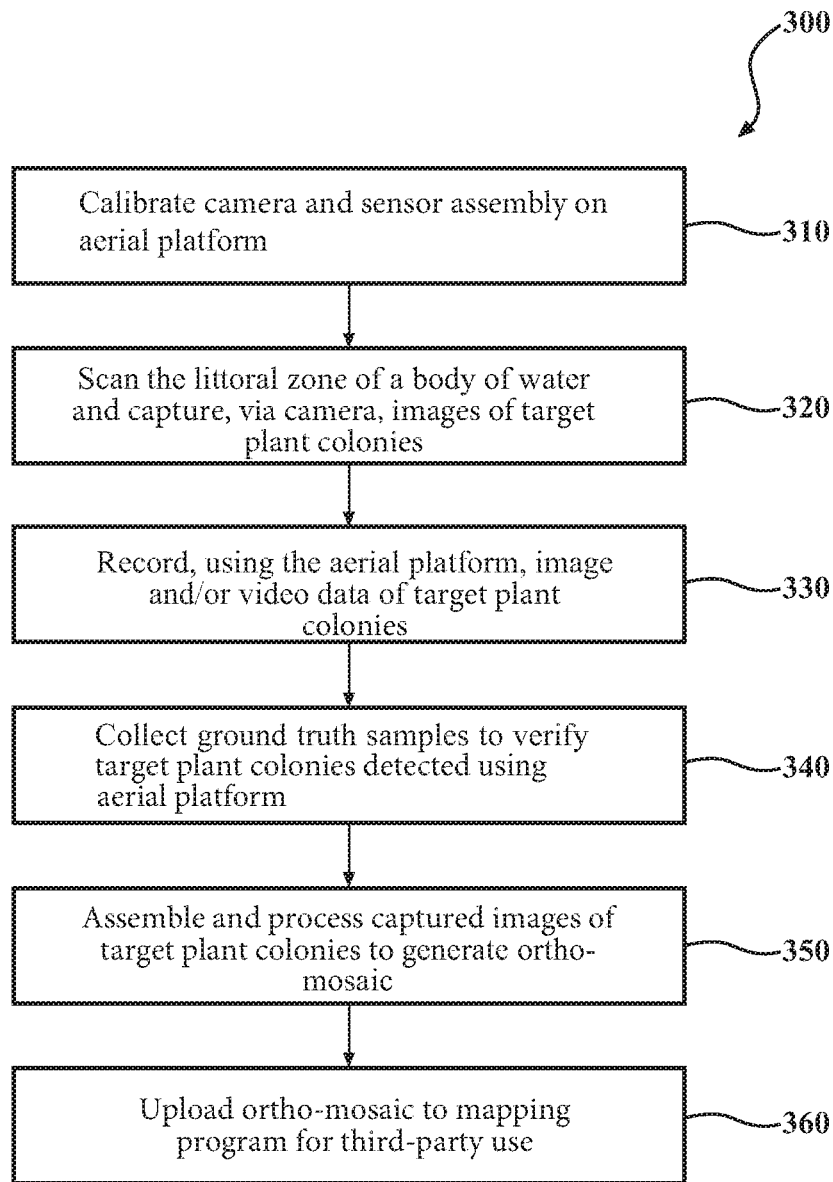 300
Calibrate camera and sensor assembly on
aerial platform
310
Scan the littoral zone of a body of water
and capture, via camera, images of target
plant colonies
320
Record, using the aerial platform, image
and/or video data of target plant
colonies
330
Collect ground truth samples to verify
target plant colonies detected using
aerial platform
340
Assemble and process captured images of
target plant colonies to generate ortho-
mosaic
350
Upload ortho-mosaic to mapping
program for third-party use
360